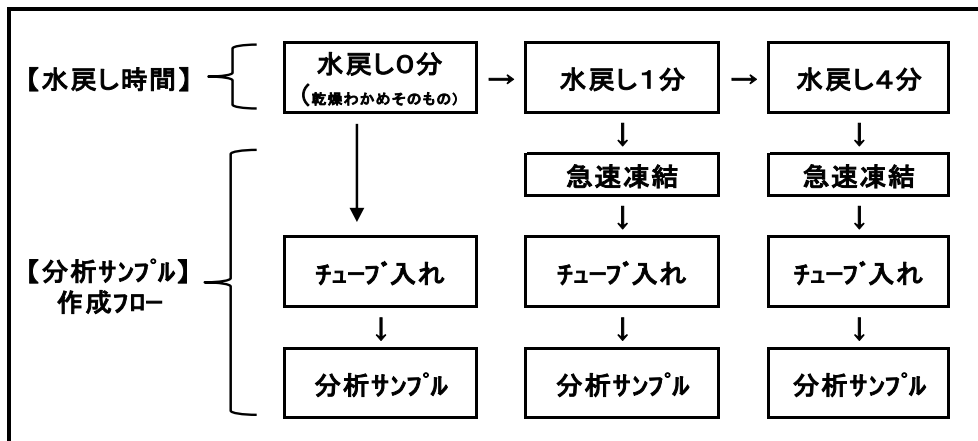 【水戻し時間】
水戻し0分
(乾燥わかめそのもの)
→
水戻し1分
→
水戻し4分
↓
↓
↓
急速凍結
急速凍結
↓
↓
【分析サンプル】
作成フロー
チューブ入れ
チューブ入れ
チューブ入れ
↓
↓
↓
分析サンプル
分析サンプル
分析サンプル